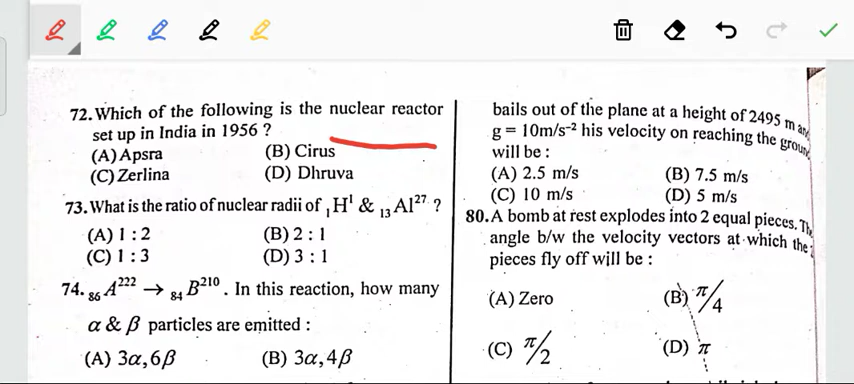 72. Which of the following is the nuclear reactor
set up in India in 1956 ?
(A) Apsra (B) Cirus
(C) Zerlina (D) Dhruva
73. What is the ratio of nuclear radii of ₁H¹ & ₁₃Al²⁷ ?
(A) 1 : 2 (B) 2 : 1
(C) 1 : 3 (D) 3 : 1
74. ₈₆A²²² → ₈₄B²¹⁰ . In this reaction, how many
α & β particles are emitted :
(A) 3α,6β (B) 3α,4β
bails out of the plane at a height of 2495 m
g = 10m/s⁻² his velocity on reaching the
will be :
(A) 2.5 m/s (B) 7.5 m/s
(C) 10 m/s (D) 5 m/s
80. A bomb at rest explodes into 2 equal pieces.
angle b/w the velocity vectors at which the
pieces fly off will be :
(A) Zero (B) π/4
(C) π/2 (D) π